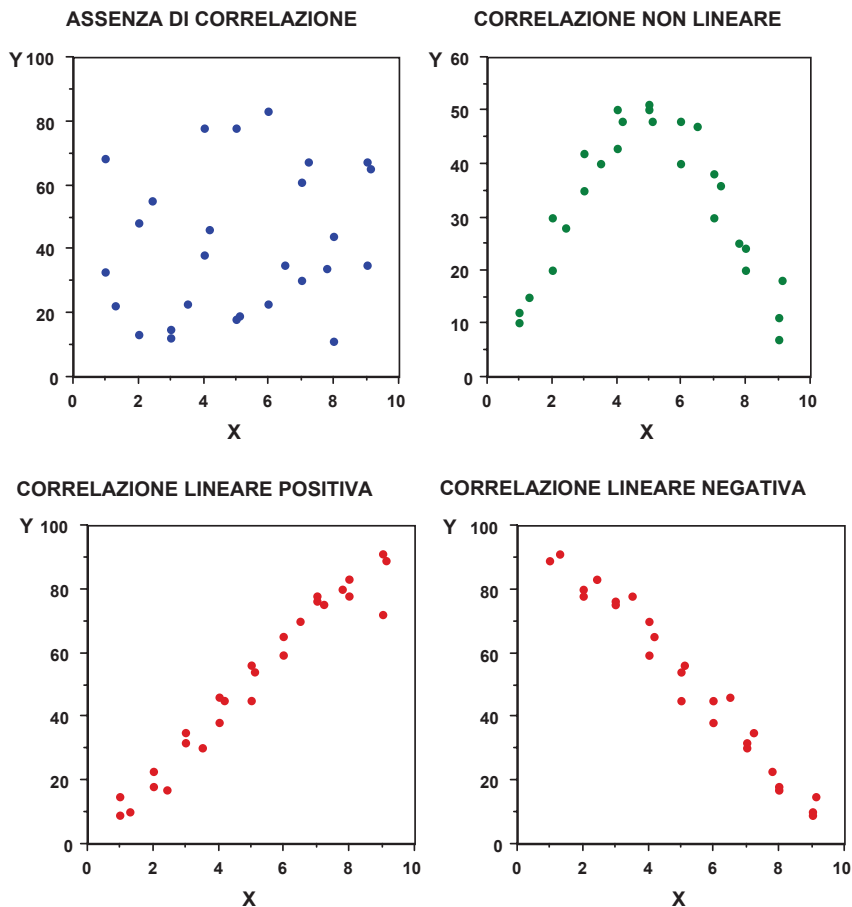 ASSENZA DI CORRELAZIONE
Y
100
80
60
40
20
0
0 2 4 6 8 10
X
CORRELAZIONE NON LINEARE
Y
60
50
40
30
20
10
0
0 2 4 6 8 10
X
CORRELAZIONE LINEARE POSITIVA
Y
100
80
60
40
20
0
0 2 4 6 8 10
X
CORRELAZIONE LINEARE NEGATIVA
Y
100
80
60
40
20
0
0 2 4 6 8 10
X